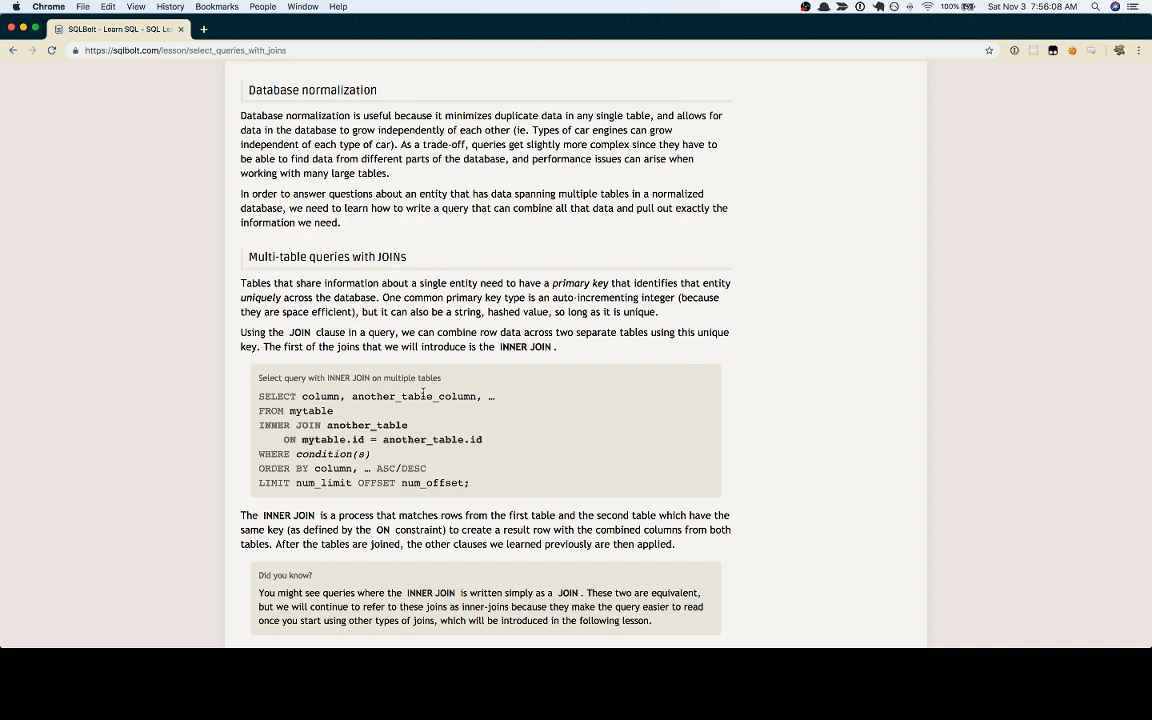 Chrome File Edit View History Bookmarks People Window Help 100% Sat Nov 3 7:56:08 AM
SQLBolt - Learn SQL - SQL Les
https://sqlbolt.com/lesson/select_queries_with_joins
Database normalization
Database normalization is useful because it minimizes duplicate data in any single table, and allows for
data in the database to grow independently of each other (ie. Types of car engines can grow
independent of each type of car). As a trade-off, queries get slightly more complex since they have to
be able to find data from different parts of the database, and performance issues can arise when
working with many large tables.
In order to answer questions about an entity that has data spanning multiple tables in a normalized
database, we need to learn how to write a query that can combine all that data and pull out exactly the
information we need.
Multi-table queries with JOINs
Tables that share information about a single entity need to have a primary key that identifies that entity
uniquely across the database. One common primary key type is an auto-incrementing integer (because
they are space efficient), but it can also be a string, hashed value, so long as it is unique.
Using the JOIN clause in a query, we can combine row data across two separate tables using this unique
key. The first of the joins that we will introduce is the INNER JOIN.
Select query with INNER JOIN on multiple tables
SELECT column, another_table_column, …
FROM mytable
INNER JOIN another_table
ON mytable.id = another_table.id
WHERE condition(s)
ORDER BY column, … ASC/DESC
LIMIT num_limit OFFSET num_offset;
The INNER JOIN is a process that matches rows from the first table and the second table which have the
same key (as defined by the ON constraint) to create a result row with the combined columns from both
tables. After the tables are joined, the other clauses we learned previously are then applied.
Did you know?
You might see queries where the INNER JOIN is written simply as a JOIN. These two are equivalent,
but we will continue to refer to these joins as inner-joins because they make the query easier to read
once you start using other types of joins, which will be introduced in the following lesson.